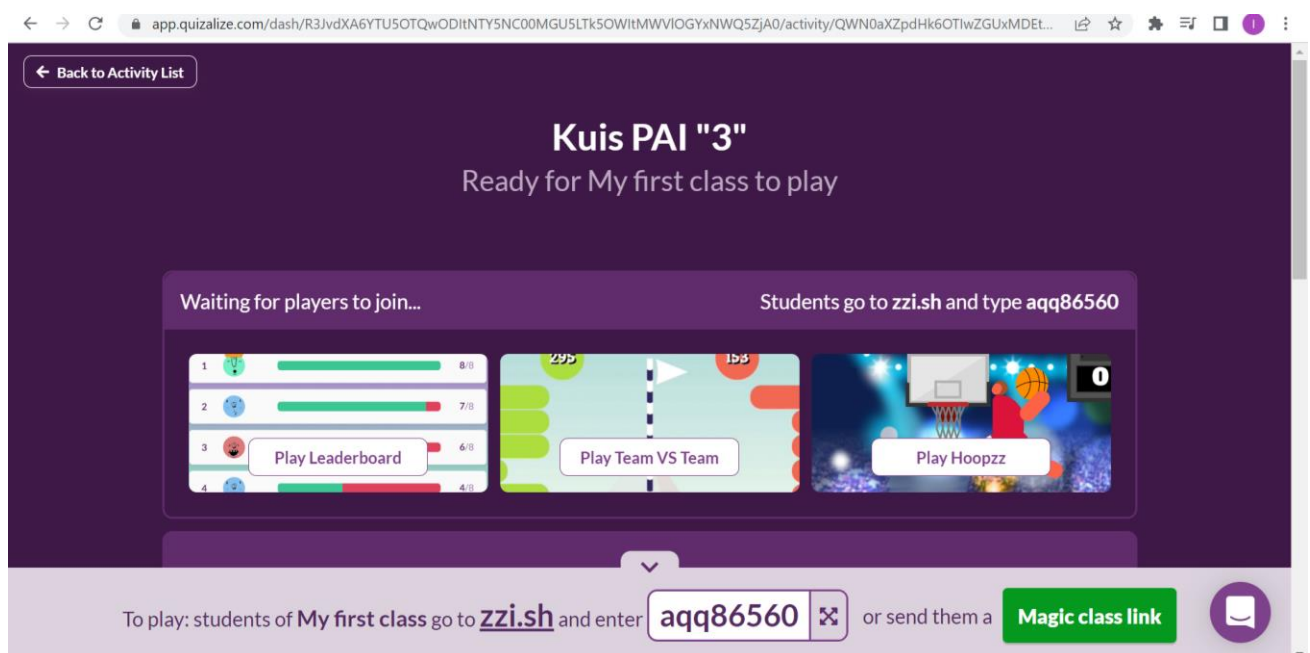 app.quizalize.com/dash/R3JvdXA6YTU5OTQwODItNTY5NC00MGU5LTk5OWItMWVlOGYxNWQ5ZjA0/activity/QWN0aXZpdHk6OTIwZGUxMDEt...
I
Back to Activity List
Kuis PAI "3"
Ready for My first class to play
Waiting for players to join...
Students go to zzi.sh and type aqq86560
1 8/8
2 7/8
3 6/8
4 4/8
Play Leaderboard
295 153
Play Team VS Team
0
Play Hoopzz
To play: students of My first class go to zzi.sh and enter aqq86560 or send them a Magic class link